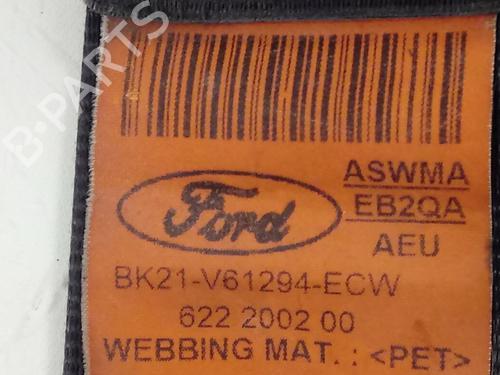 B-PARTS
Ford
ASWMA
EB2QA
AEU
BK21-V61294-ECW
622 2002 00
WEBBING MAT. : <PET>